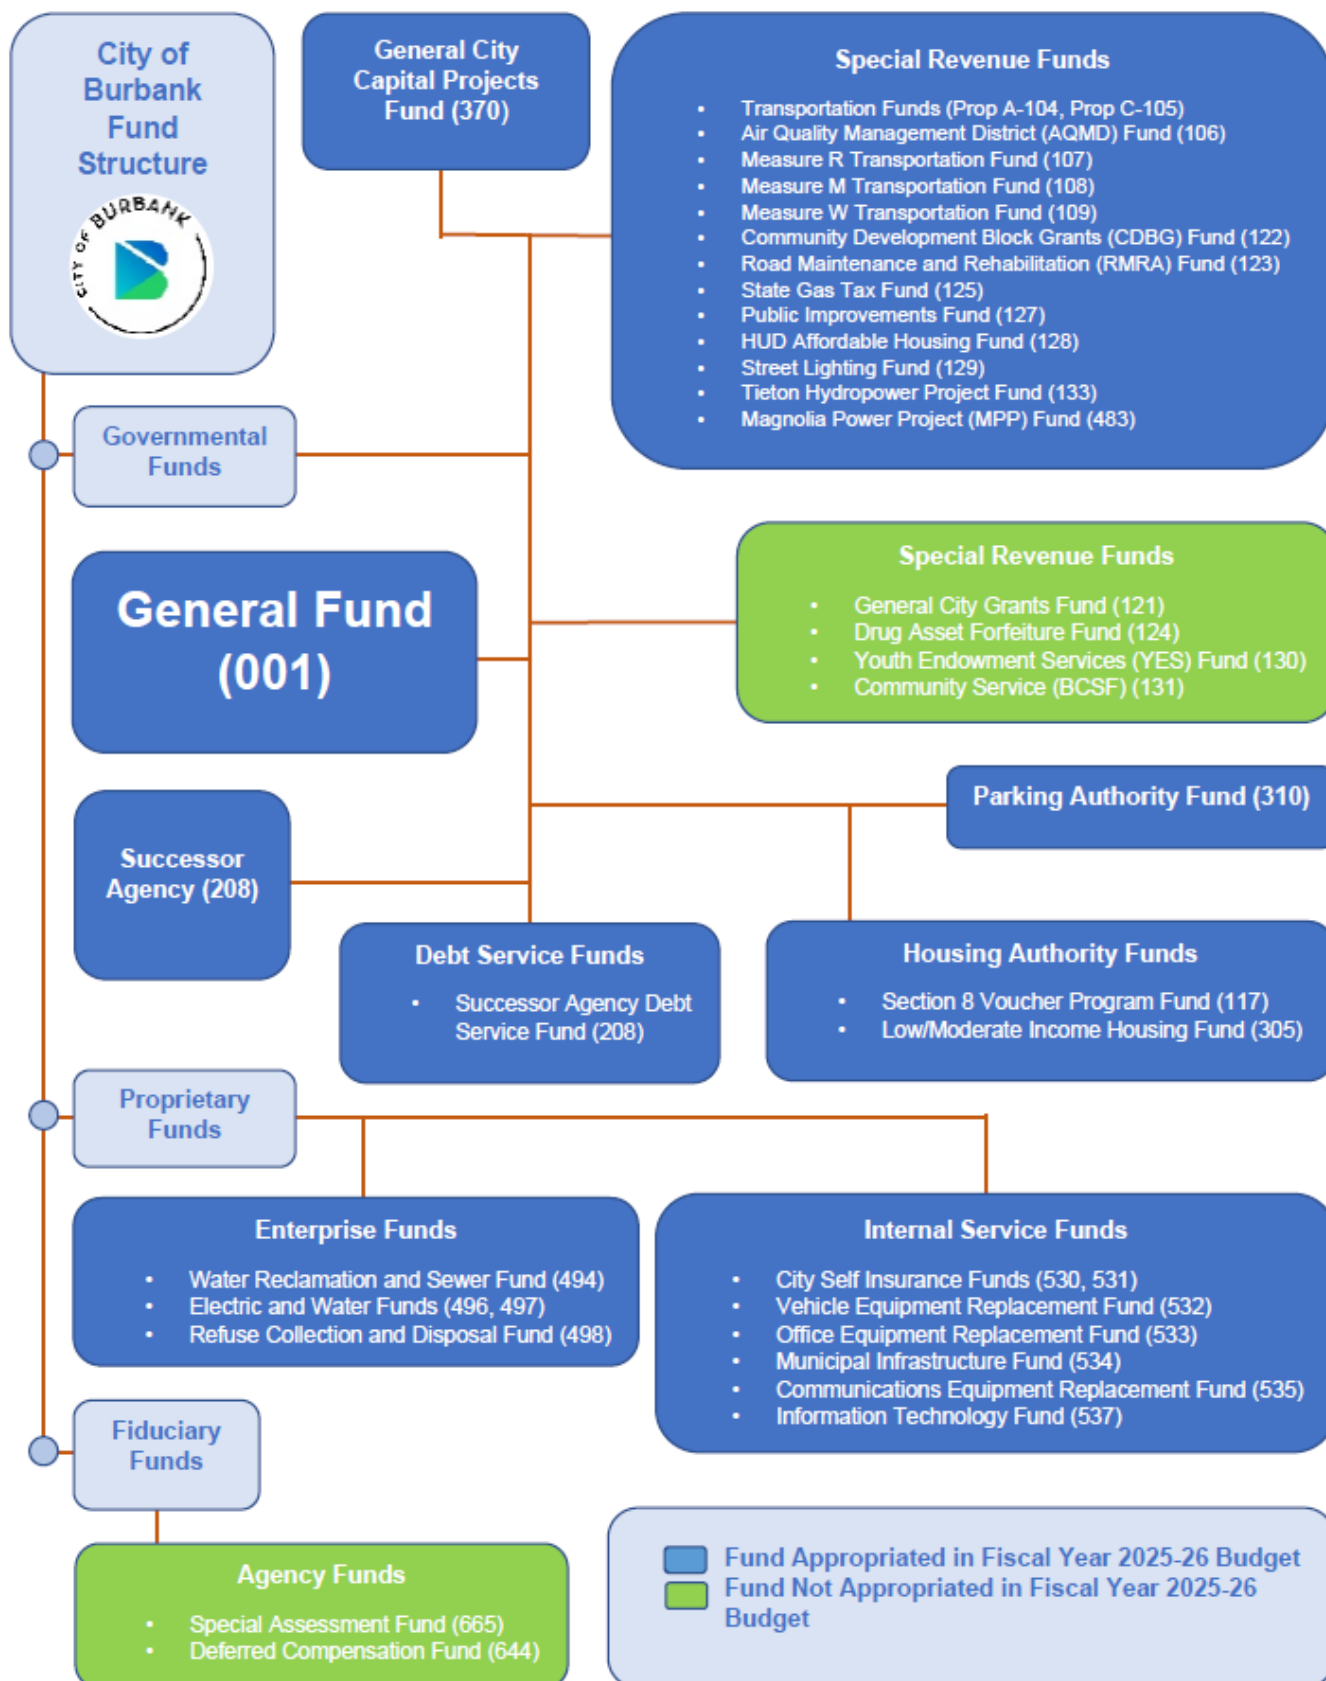 City of
Burbank
Fund
Structure
CITY OF BURBANK
General City
Capital Projects
Fund (370)
Special Revenue Funds
• Transportation Funds (Prop A-104, Prop C-105)
• Air Quality Management District (AQMD) Fund (106)
• Measure R Transportation Fund (107)
• Measure M Transportation Fund (108)
• Measure W Transportation Fund (109)
• Community Development Block Grants (CDBG) Fund (122)
• Road Maintenance and Rehabilitation (RMRA) Fund (123)
• State Gas Tax Fund (125)
• Public Improvements Fund (127)
• HUD Affordable Housing Fund (128)
• Street Lighting Fund (129)
• Tieton Hydropower Project Fund (133)
• Magnolia Power Project (MPP) Fund (483)
Governmental
Funds
General Fund
(001)
Special Revenue Funds
• General City Grants Fund (121)
• Drug Asset Forfeiture Fund (124)
• Youth Endowment Services (YES) Fund (130)
• Community Service (BCSF) (131)
Parking Authority Fund (310)
Successor
Agency (208)
Debt Service Funds
• Successor Agency Debt
Service Fund (208)
Housing Authority Funds
• Section 8 Voucher Program Fund (117)
• Low/Moderate Income Housing Fund (305)
Proprietary
Funds
Enterprise Funds
• Water Reclamation and Sewer Fund (494)
• Electric and Water Funds (496, 497)
• Refuse Collection and Disposal Fund (498)
Internal Service Funds
• City Self Insurance Funds (530, 531)
• Vehicle Equipment Replacement Fund (532)
• Office Equipment Replacement Fund (533)
• Municipal Infrastructure Fund (534)
• Communications Equipment Replacement Fund (535)
• Information Technology Fund (537)
Fiduciary
Funds
Agency Funds
• Special Assessment Fund (665)
• Deferred Compensation Fund (644)
Fund Appropriated in Fiscal Year 2025-26 Budget
Fund Not Appropriated in Fiscal Year 2025-26
Budget